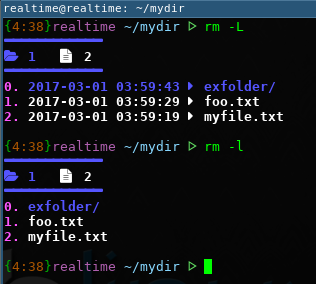 realtime@realtime: ~/mydir
{4:38}realtime ~/mydir ▷ rm -L
1 2
0. 2017-03-01 03:59:43 ‣ exfolder/
1. 2017-03-01 03:59:29 ‣ foo.txt
2. 2017-03-01 03:59:19 ‣ myfile.txt
{4:38}realtime ~/mydir ▷ rm -l
1 2
0. exfolder/
1. foo.txt
2. myfile.txt
{4:38}realtime ~/mydir ▷